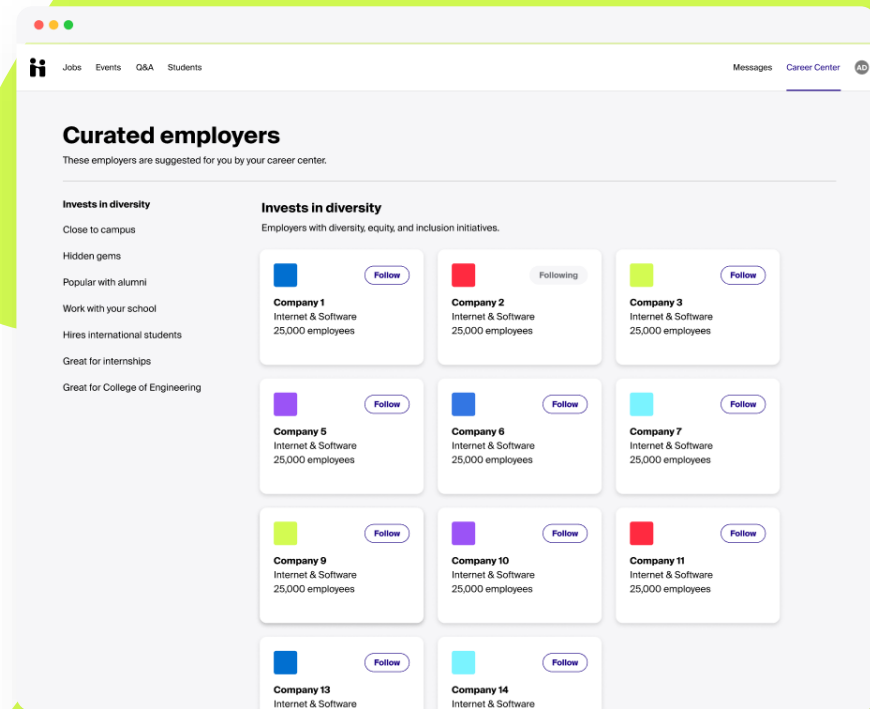 Jobs Events Q&A Students Messages Career Center AD
Curated employers
These employers are suggested for you by your career center.
Invests in diversity
Close to campus
Hidden gems
Popular with alumni
Work with your school
Hires international students
Great for internships
Great for College of Engineering
Invests in diversity
Employers with diversity, equity, and inclusion initiatives.
Follow
Company 1
Internet & Software
25,000 employees
Following
Company 2
Internet & Software
25,000 employees
Follow
Company 3
Internet & Software
25,000 employees
Follow
Company 5
Internet & Software
25,000 employees
Follow
Company 6
Internet & Software
25,000 employees
Follow
Company 7
Internet & Software
25,000 employees
Follow
Company 9
Internet & Software
25,000 employees
Follow
Company 10
Internet & Software
25,000 employees
Follow
Company 11
Internet & Software
25,000 employees
Follow
Company 13
Internet & Software
Follow
Company 14
Internet & Software